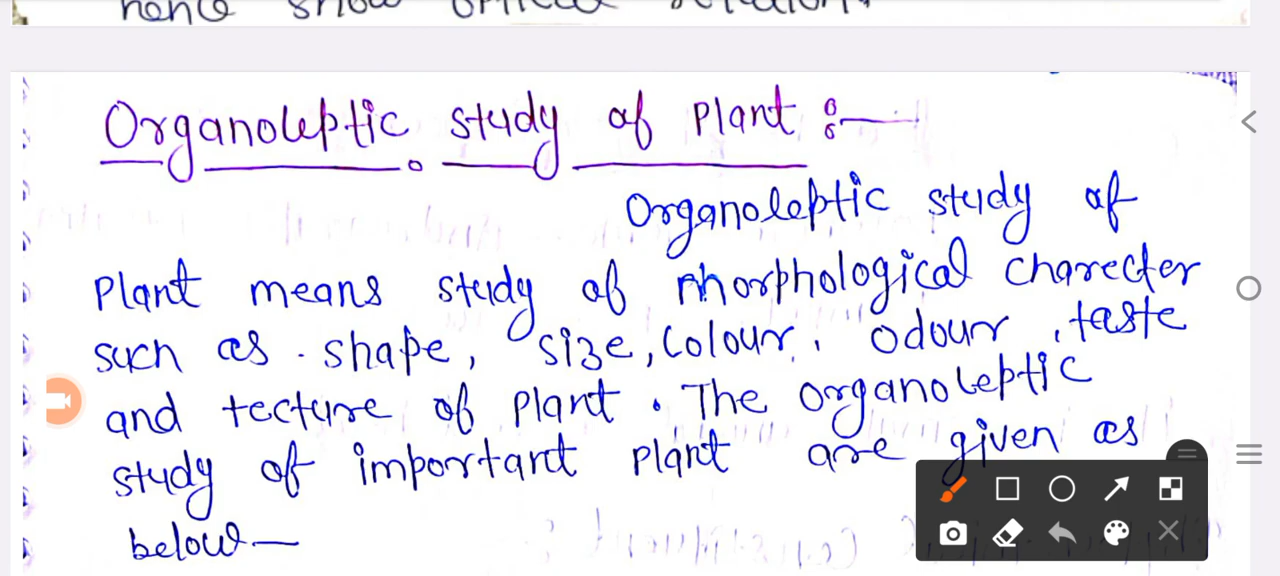 Organoleptic study of Plant :—
Organoleptic study of
Plant means study of morphological charecter
such as shape, size, Colour, odour, taste
and tecture of plant. The organoleptic
study of important plant are given as
below—